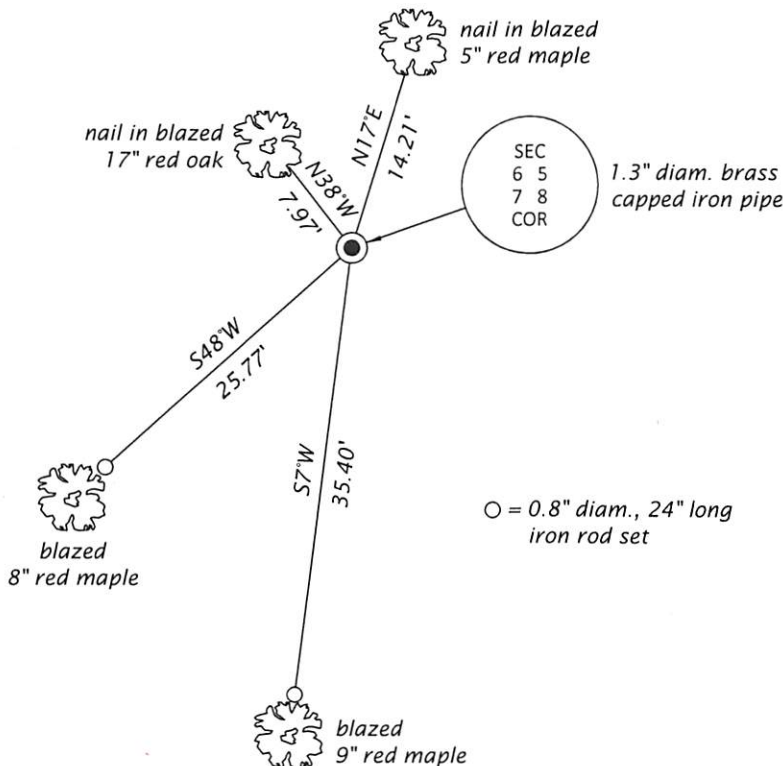 nail in blazed
5" red maple
nail in blazed
17" red oak
N17°E
14.21'
N38°W
7.97'
SEC
6 5
7 8
COR
1.3" diam. brass
capped iron pipe
S48°W
25.77'
S7°W
35.40'
= 0.8" diam., 24" long
iron rod set
blazed
8" red maple
blazed
9" red maple